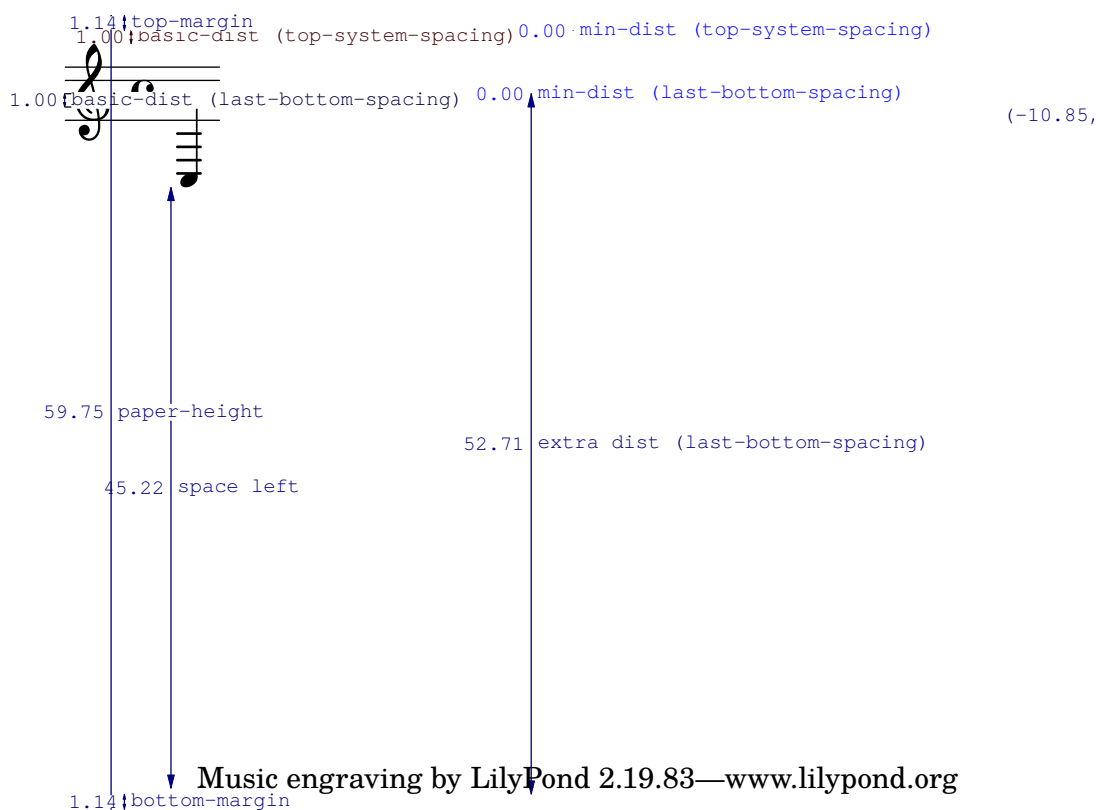 1.14 top-margin
1.00 basic-dist (top-system-spacing) 0.00 min-dist (top-system-spacing)
1.00 basic-dist (last-bottom-spacing) 0.00 min-dist (last-bottom-spacing)
(-10.85,
59.75 paper-height
52.71 extra dist (last-bottom-spacing)
45.22 space left
Music engraving by LilyPond 2.19.83—www.lilypond.org
1.14 bottom-margin